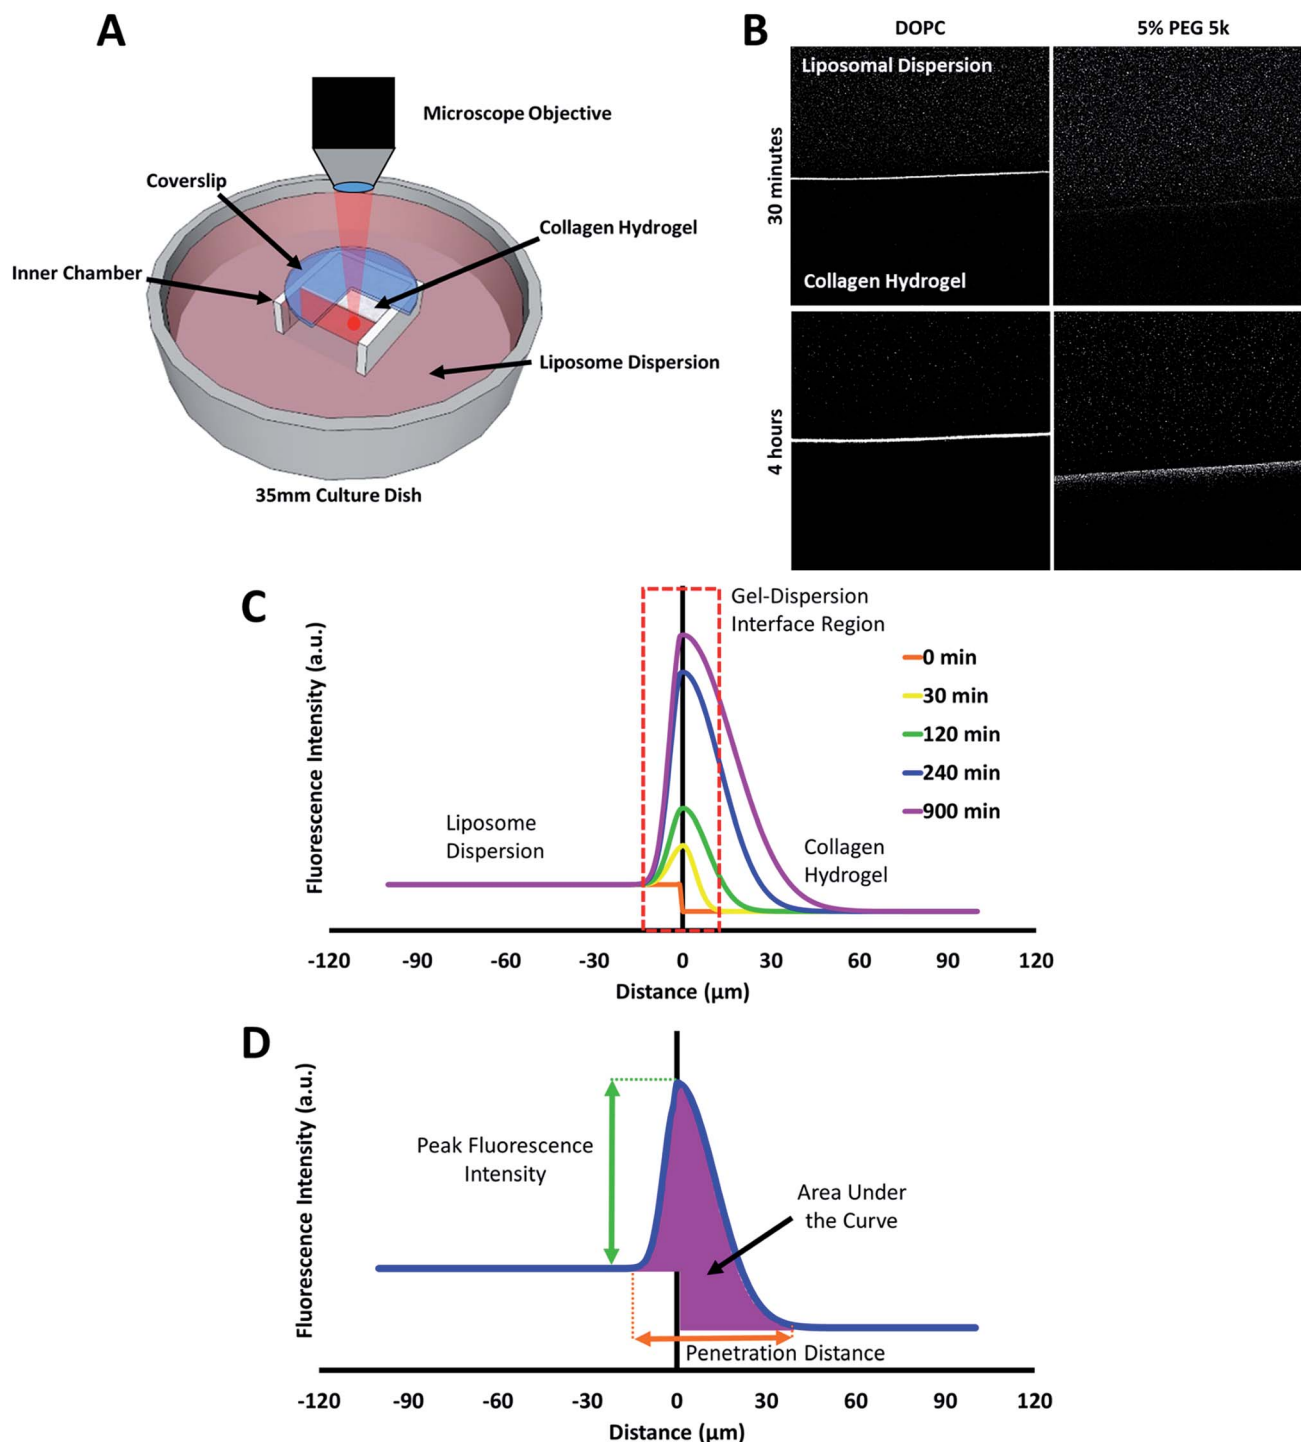 A
Microscope Objective
Coverslip
Collagen Hydrogel
Inner Chamber
Liposome Dispersion
35mm Culture Dish
B
DOPC
5% PEG 5k
30 minutes
Liposomal Dispersion
Collagen Hydrogel
4 hours
C
Fluorescence Intensity (a.u.)
Gel-Dispersion
Interface Region
0 min
30 min
120 min
240 min
900 min
Liposome
Dispersion
Collagen
Hydrogel
-120 -90 -60 -30 0 30 60 90 120
Distance (μm)
D
Fluorescence Intensity (a.u.)
Peak Fluorescence
Intensity
Area Under
the Curve
Penetration Distance
-120 -90 -60 -30 0 30 60 90 120
Distance (μm)